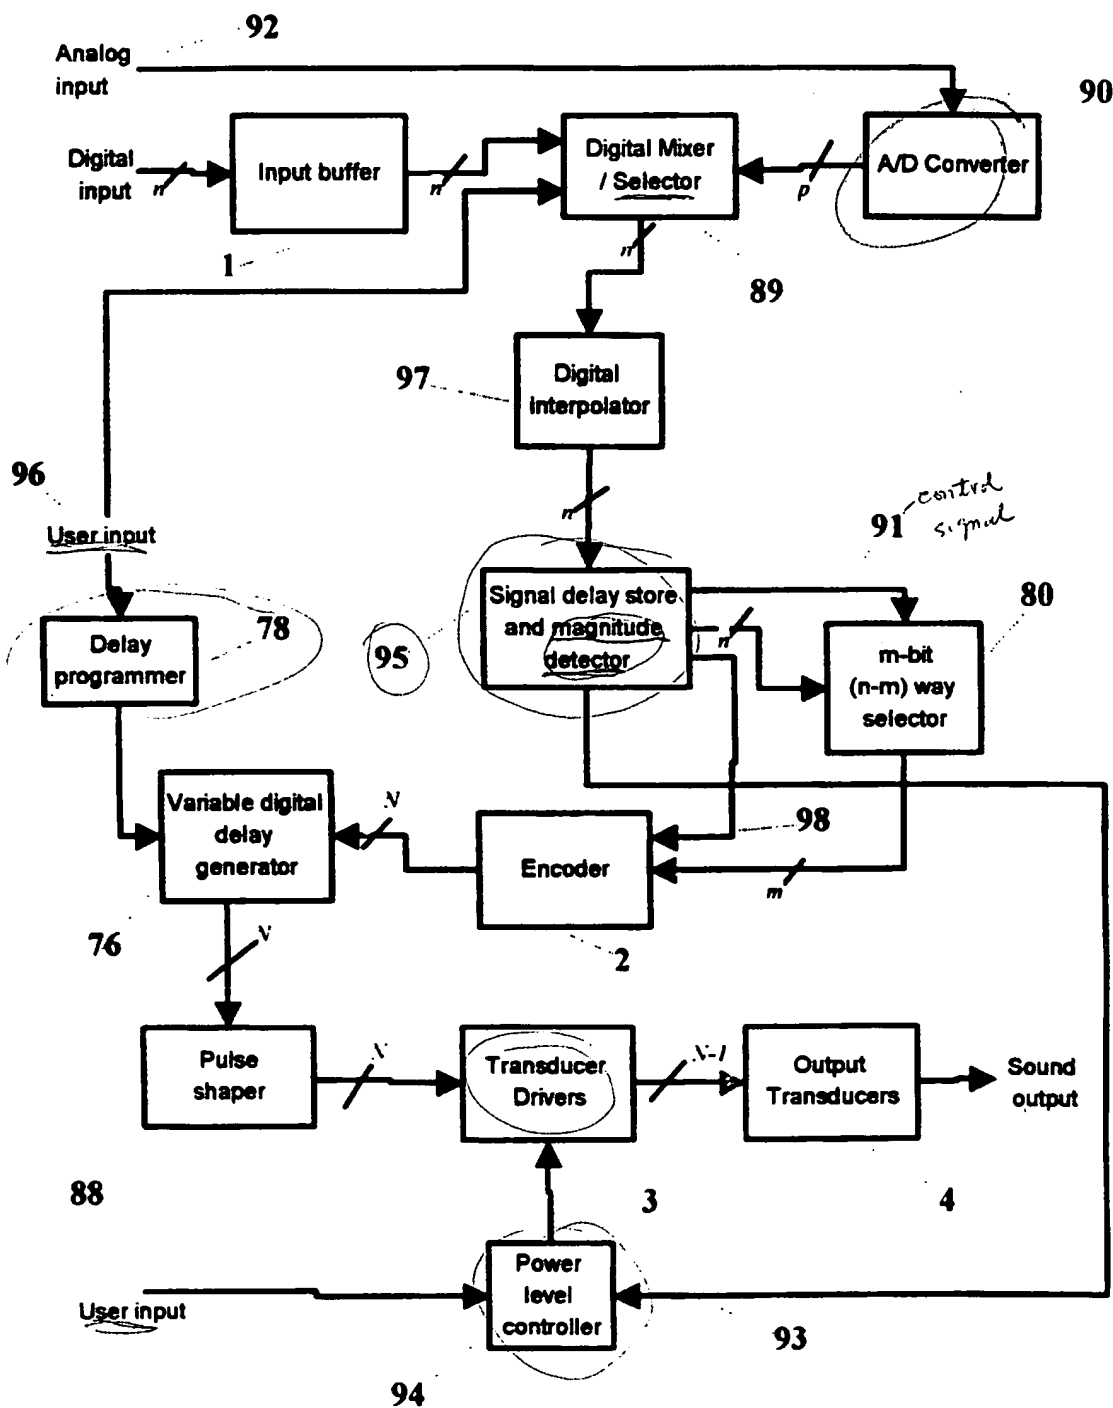 92
Analog
input
90
Digital
input
n
Input buffer
n
Digital Mixer
/ Selector
p
A/D Converter
1
n
89
97
Digital
Interpolator
96
n
control
91
signal
User input
Signal delay store
and magnitude
detector
80
78
Delay
programmer
95
n
m-bit
(n-m) way
selector
Variable digital
delay
generator
N
98
Encoder
m
76
N
2
Pulse
shaper
N
Transducer
Drivers
N-1
Output
Transducers
Sound
output
88
3
4
Power
level
controller
User input
93
94